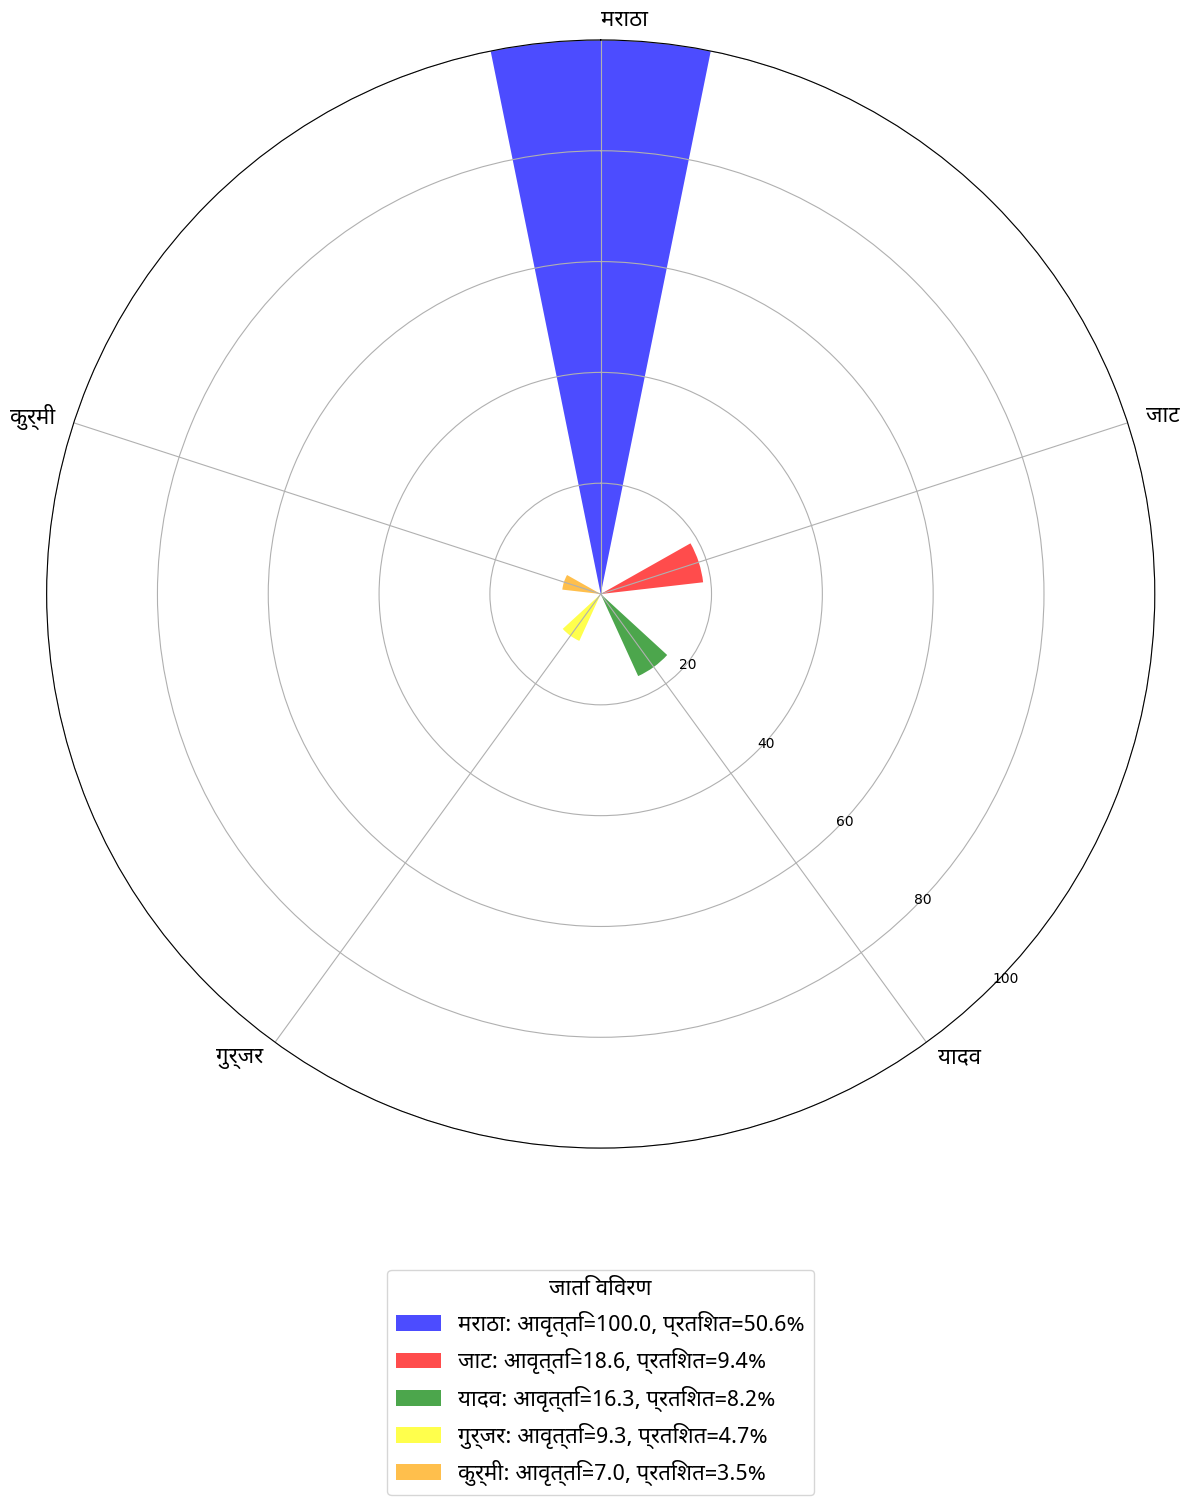 मराठा
कुर्मी
जाट
20
40
60
80
100
गुर्जर
यादव
जाति विवरण
मराठा: आवृत्ति=100.0, प्रतिशत=50.6%
जाट: आवृत्ति=18.6, प्रतिशत=9.4%
यादव: आवृत्ति=16.3, प्रतिशत=8.2%
गुर्जर: आवृत्ति=9.3, प्रतिशत=4.7%
कुर्मी: आवृत्ति=7.0, प्रतिशत=3.5%